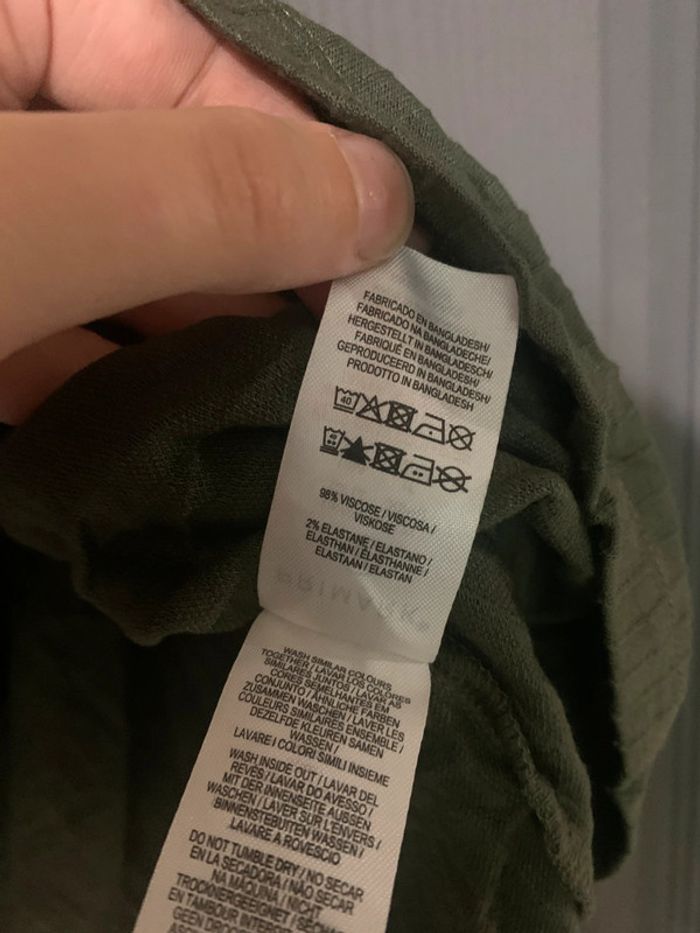 FABRICADO EN BANGLADESH/
FABRICADO NA BANGLADECHE/
HERGESTELLT IN BANGLADESCH/
FABRIQUÉ EN BANGLADESH/
GEPRODUCEERD IN BANGLADESH/
PRODOTTO IN BANGLADESH
40
40
98% VISCOSE / VISCOSA /
VISKOSE
2% ELASTANE / ELASTANO /
ELASTHAN / ÉLASTHANNE /
ELASTAAN / ELASTAN
PRIMARK
WASH SIMILAR COLOURS
TOGETHER / LAVAR LOS COLORES
SIMILARES JUNTOS / LAVAR AS
CORES SEMELHANTES EM
CONJUNTO / ÄHNLICHE FARBEN
ZUSAMMEN WASCHEN / LAVER LES
COULEURS SIMILAIRES ENSEMBLE /
DEZELFDE KLEUREN SAMEN
WASSEN /
LAVARE I COLORI SIMILI INSIEME
WASH INSIDE OUT / LAVAR DEL
REVÉS / LAVAR DO AVESSO /
MIT DER INNENSEITE AUSSEN
WASCHEN / LAVER SUR L'ENVERS /
BINNENSTEBUITEN WASSEN /
LAVARE A ROVESCIO
DO NOT TUMBLE DRY / NO SECAR
EN LA SECADORA / NÃO SECAR
NA MÁQUINA / NICHT
TROCKNERGEEIGNET /
EN TAMBOUR
GEEN